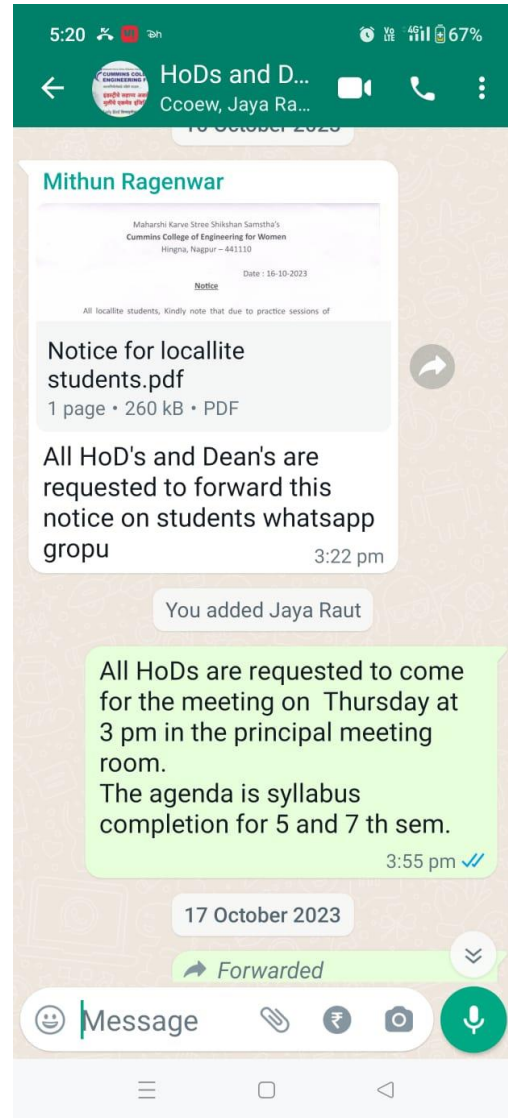 5:20
67%
HoDs and D...
Ccoew, Jaya Ra...
Mithun Ragenwar
Maharshi Karve Stree Shikshan Samstha's
Cummins College of Engineering for Women
Hingna, Nagpur – 441110
Date : 16-10-2023
Notice
All locallite students, Kindly note that due to practice sessions of
Notice for locallite
students.pdf
1 page • 260 kB • PDF
All HoD's and Dean's are
requested to forward this
notice on students whatsapp
gropu
3:22 pm
You added Jaya Raut
All HoDs are requested to come
for the meeting on Thursday at
3 pm in the principal meeting
room.
The agenda is syllabus
completion for 5 and 7 th sem.
3:55 pm
17 October 2023
Forwarded
Message